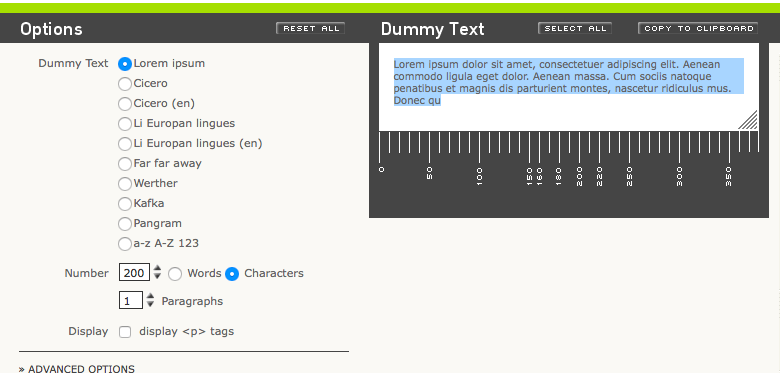 Options
RESET ALL
Dummy Text
Lorem ipsum
Cicero
Cicero (en)
Li Europan lingues
Li Europan lingues (en)
Far far away
Werther
Kafka
Pangram
a-z A-Z 123
Number 200 Words Characters
1 Paragraphs
Display display <p> tags
» ADVANCED OPTIONS
Dummy Text
SELECT ALL
COPY TO CLIPBOARD
Lorem ipsum dolor sit amet, consectetuer adipiscing elit. Aenean
commodo ligula eget dolor. Aenean massa. Cum sociis natoque
penatibus et magnis dis parturient montes, nascetur ridiculus mus.
Donec qu
0 50 100 150 160 180 200 220 250 300 350